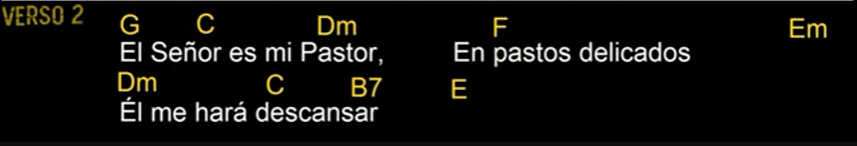 VERSO 2
G C Dm F Em
El Señor es mi Pastor, En pastos delicados
Dm C B7 E
Él me hará descansar